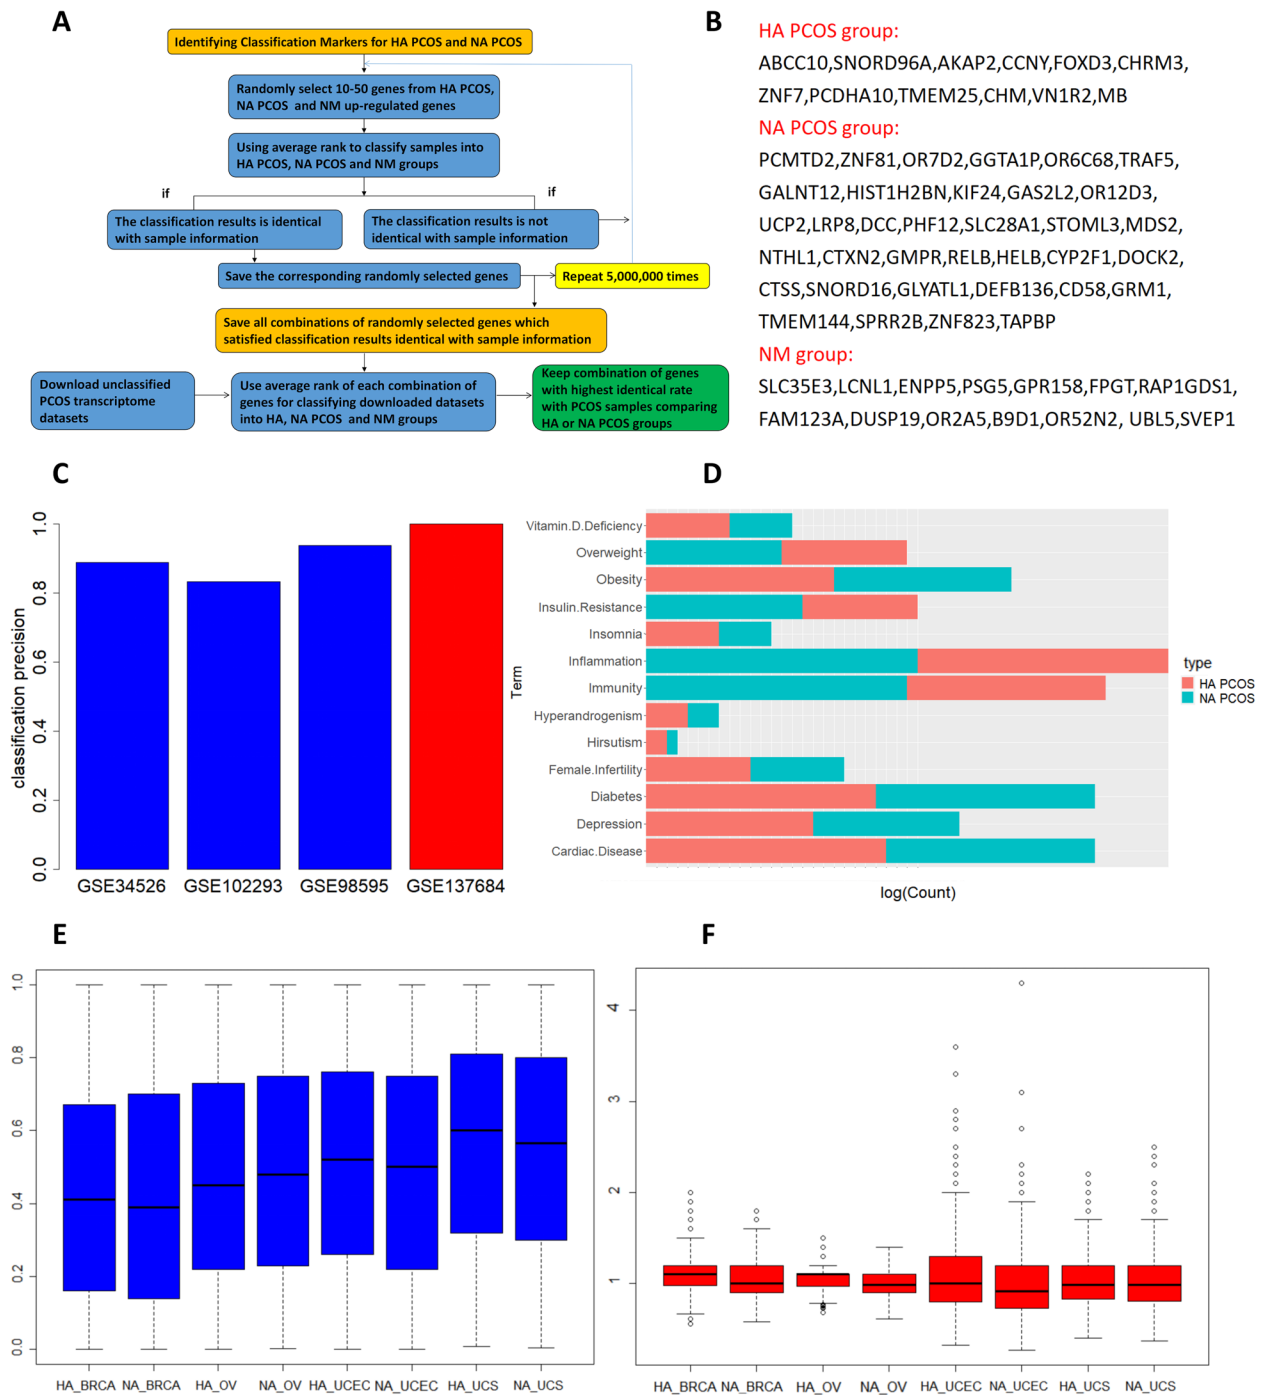 A
Identifying Classification Markers for HA PCOS and NA PCOS
Randomly select 10-50 genes from HA PCOS,
NA PCOS and NM up-regulated genes
Using average rank to classify samples into
HA PCOS, NA PCOS and NM groups
if
if
The classification results is identical
with sample information
The classification results is not
identical with sample information
Save the corresponding randomly selected genes
Repeat 5,000,000 times
Save all combinations of randomly selected genes which
satisfied classification results identical with sample information
Download unclassified
PCOS transcriptome
datasets
Use average rank of each combination of
genes for classifying downloaded datasets
into HA, NA PCOS and NM groups
Keep combination of genes
with highest identical rate
with PCOS samples comparing
HA or NA PCOS groups
B
HA PCOS group:
ABCC10,SNORD96A,AKAP2,CCNY,FOXD3,CHRM3,
ZNF7,PCDHA10,TMEM25,CHM,VN1R2,MB
NA PCOS group:
PCMTD2,ZNF81,OR7D2,GGTA1P,OR6C68,TRAF5,
GALNT12,HIST1H2BN,KIF24,GAS2L2,OR12D3,
UCP2,LRP8,DCC,PHF12,SLC28A1,STOML3,MDS2,
NTHL1,CTXN2,GMPR,RELB,HELB,CYP2F1,DOCK2,
CTSS,SNORD16,GLYATL1,DEFB136,CD58,GRM1,
TMEM144,SPRR2B,ZNF823,TAPBP
NM group:
SLC35E3,LCNL1,ENPP5,PSG5,GPR158,FPGT,RAP1GDS1,
FAM123A,DUSP19,OR2A5,B9D1,OR52N2, UBL5,SVEP1
C
classification precision
1.0
0.8
0.6
0.4
0.2
0.0
GSE34526
GSE102293
GSE98595
GSE137684
D
Term
Vitamin.D.Deficiency
Overweight
Obesity
Insulin.Resistance
Insomnia
Inflammation
Immunity
Hyperandrogenism
Hirsutism
Female.Infertility
Diabetes
Depression
Cardiac.Disease
log(Count)
type
HA PCOS
NA PCOS
E
1.0
0.8
0.6
0.4
0.2
0.0
HA_BRCA
NA_BRCA
HA_OV
NA_OV
HA_UCEC
NA_UCEC
HA_UCS
NA_UCS
F
4
3
2
1
HA_BRCA
NA_BRCA
HA_OV
NA_OV
HA_UCEC
NA_UCEC
HA_UCS
NA_UCS